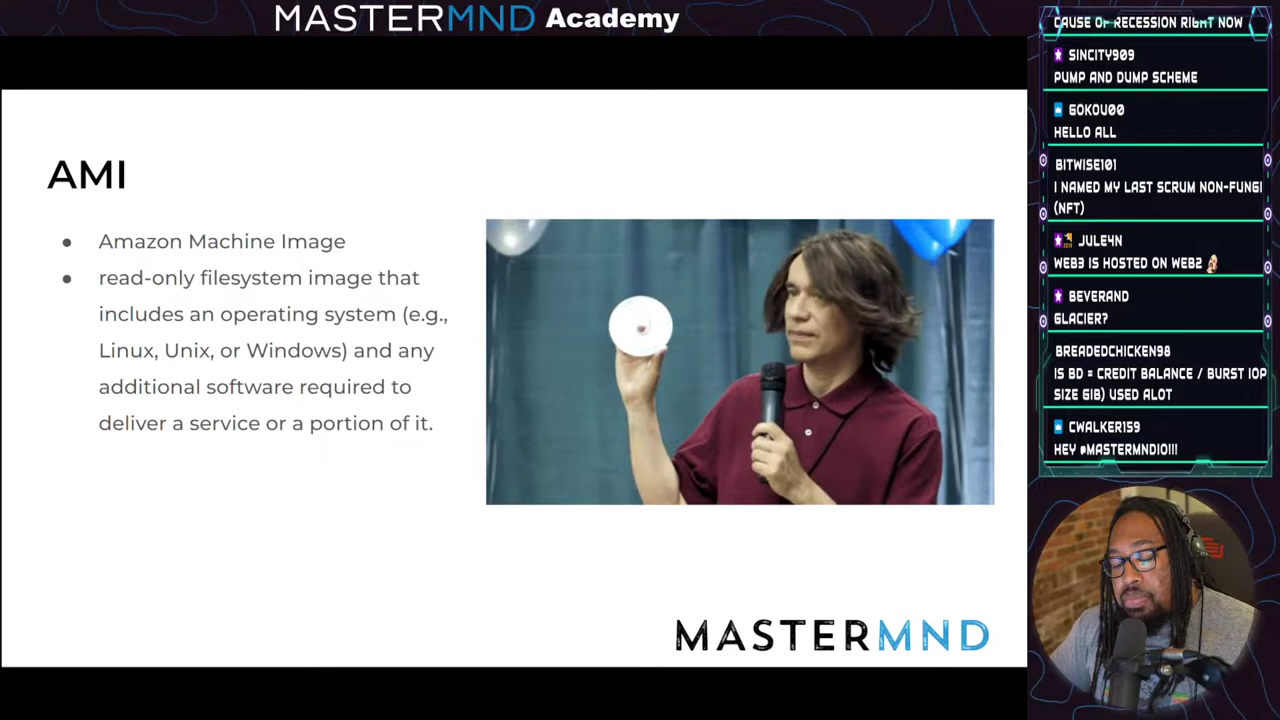 MASTERMND Academy
AMI
● Amazon Machine Image
● read-only filesystem image that
includes an operating system (e.g.,
Linux, Unix, or Windows) and any
additional software required to
deliver a service or a portion of it.
MASTERMND
CAUSE OF RECESSION RIGHT NOW
SINCITY909
PUMP AND DUMP SCHEME
GOKOU00
HELLO ALL
BITWISE101
I NAMED MY LAST SCRUM NON-FUNGI
(NFT)
JULE4N
WEB3 IS HOSTED ON WEB2
BEVERAND
GLACIER?
BREADEDCHICKEN98
IS BD = CREDIT BALANCE / BURST IOP
SIZE GIB) USED ALOT
CWALKER159
HEY @MASTERMNDIO!!!